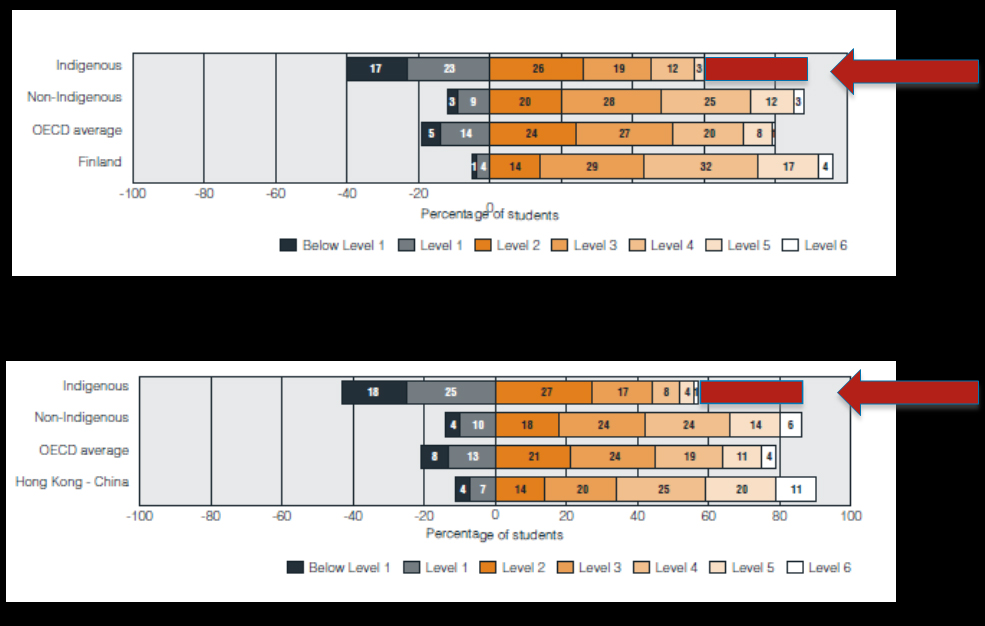 Indigenous 17 23 26 19 12 3
Non-Indigenous 3 9 20 28 25 12 3
OECD average 5 14 24 27 20 8
Finland 1 4 14 29 32 17 4
-100 -80 -60 -40 -20 0
Percentage of students
Below Level 1 Level 1 Level 2 Level 3 Level 4 Level 5 Level 6
Indigenous 18 25 27 17 8 4 1
Non-Indigenous 4 10 18 24 24 14 6
OECD average 8 13 21 24 19 11 4
Hong Kong - China 4 7 14 20 25 20 11
-100 -80 -60 -40 -20 0 20 40 60 80 100
Percentage of students
Below Level 1 Level 1 Level 2 Level 3 Level 4 Level 5 Level 6